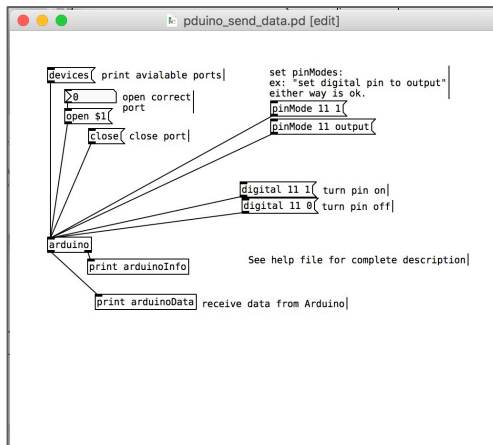 pduino_send_data.pd [edit]
devices print avialable ports
0 open correct
port
open $1
close close port
set pinModes:
ex: "set digital pin to output"
either way is ok.
pinMode 11 1
pinMode 11 output
digital 11 1 turn pin on
digital 11 0 turn pin off
arduino
print arduinoInfo
See help file for complete description
print arduinoData receive data from Arduino